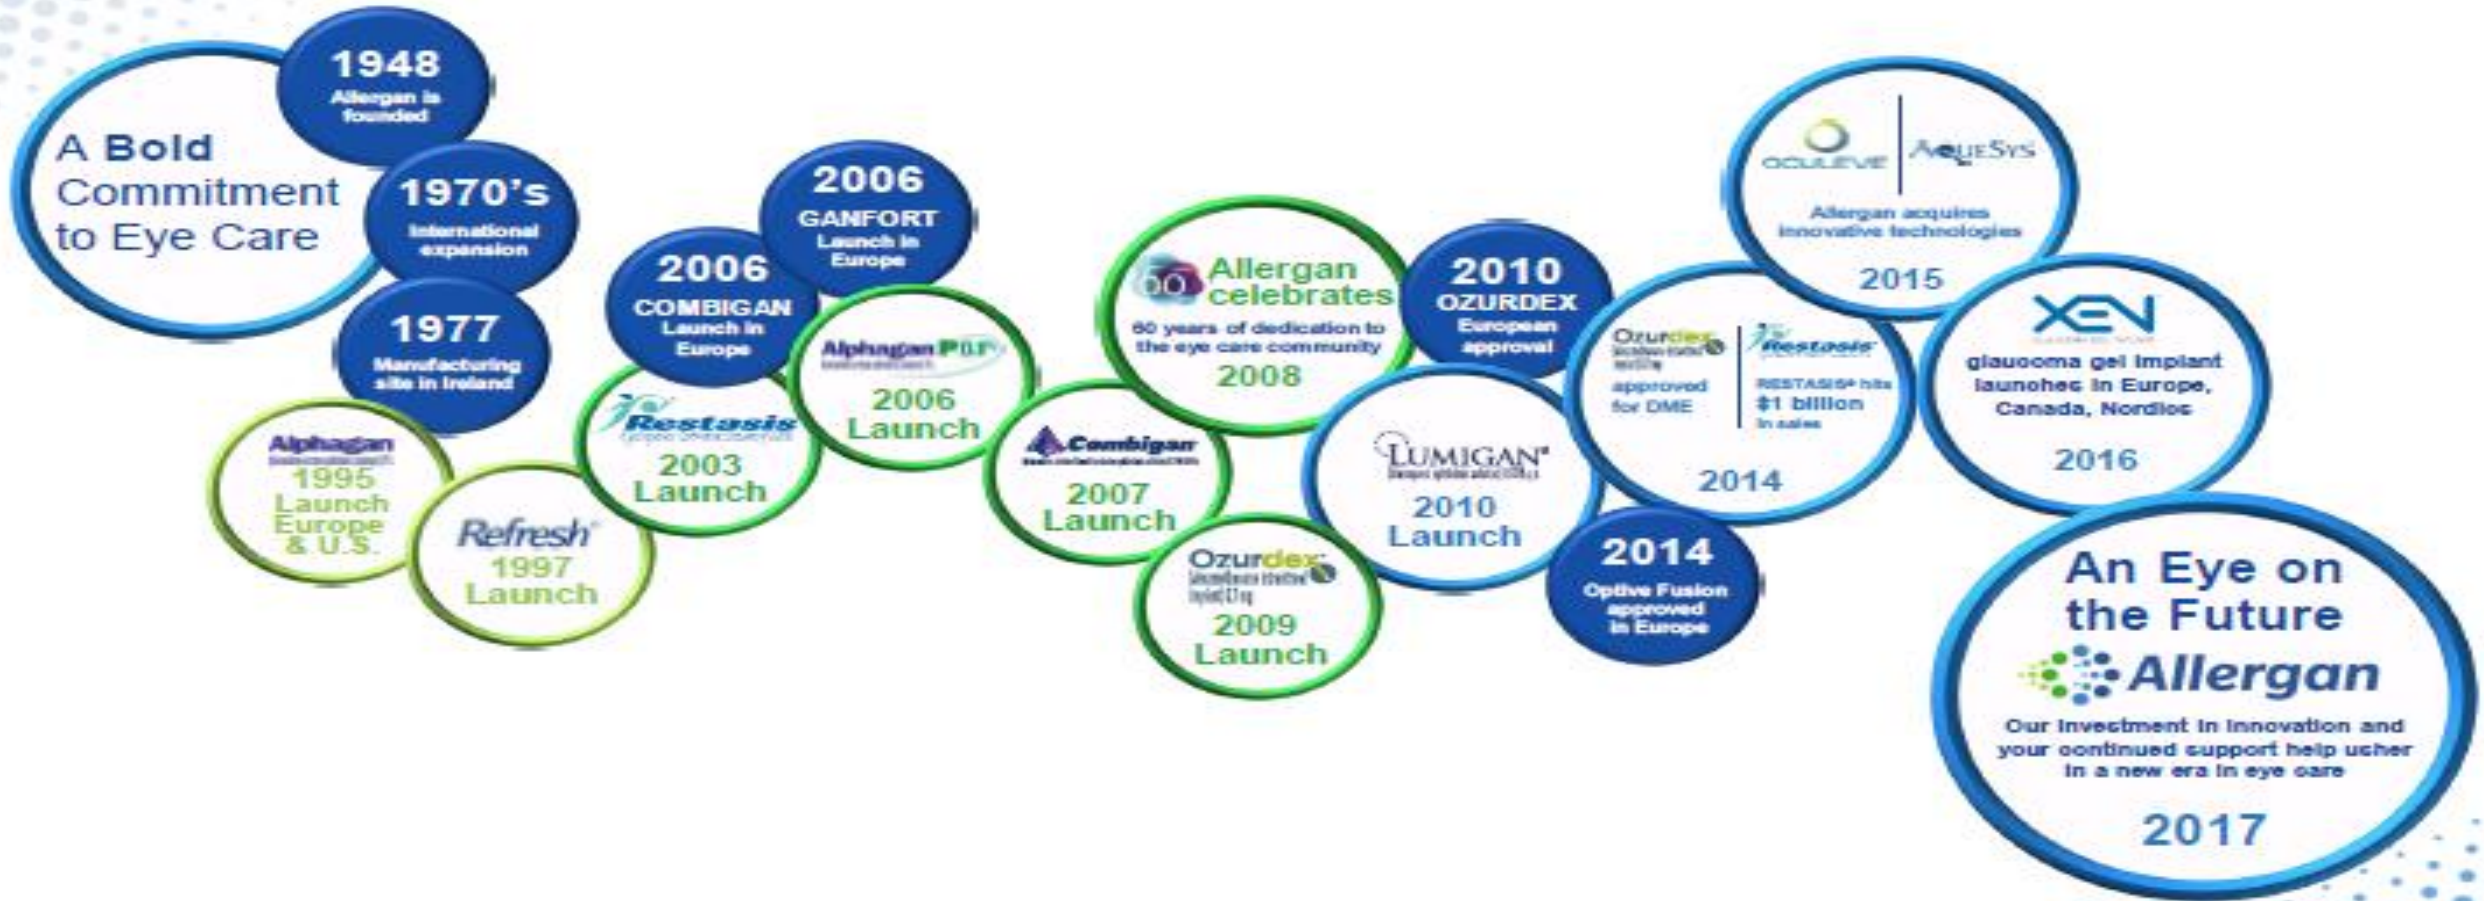 A Bold
Commitment
to Eye Care
1948
Allergan is
founded
1970's
International
expansion
1977
Manufacturing
site in Ireland
Alphagan
1995
Launch
Europe
& U.S.
Refresh
1997
Launch
Restasis
2003
Launch
2006
COMBIGAN
Launch in
Europe
2006
GANFORT
Launch in
Europe
Alphagan P
2006
Launch
Combigan
2007
Launch
60 Allergan
celebrates
60 years of dedication to
the eye care community
2008
Ozurdex
2009
Launch
2010
OZURDEX
European
approval
LUMIGAN®
2010
Launch
Ozurdex
approved
for DME
Restasis
RESTASIS® hits
$1 billion
in sales
2014
2014
Optive Fusion
approved
in Europe
OCULEVE
AQUESYS
Allergan acquires
innovative technologies
2015
XEN
glaucoma gel implant
launches in Europe,
Canada, Nordics
2016
An Eye on
the Future
Allergan
Our investment in innovation and
your continued support help usher
in a new era in eye care
2017